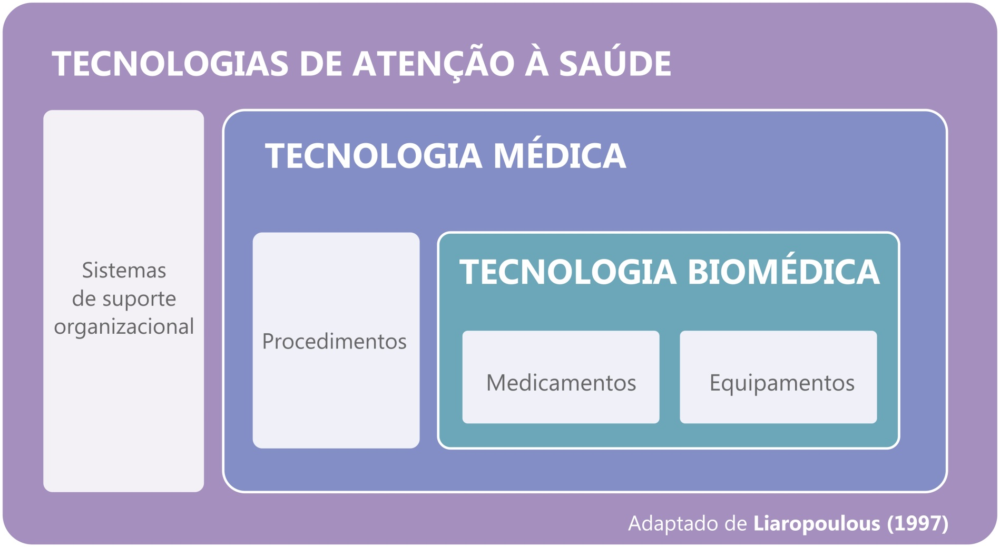 TECNOLOGIAS DE ATENÇÃO À SAÚDE
Sistemas
de suporte
organizacional
TECNOLOGIA MÉDICA
Procedimentos
TECNOLOGIA BIOMÉDICA
Medicamentos
Equipamentos
Adaptado de Liaropoulous (1997)